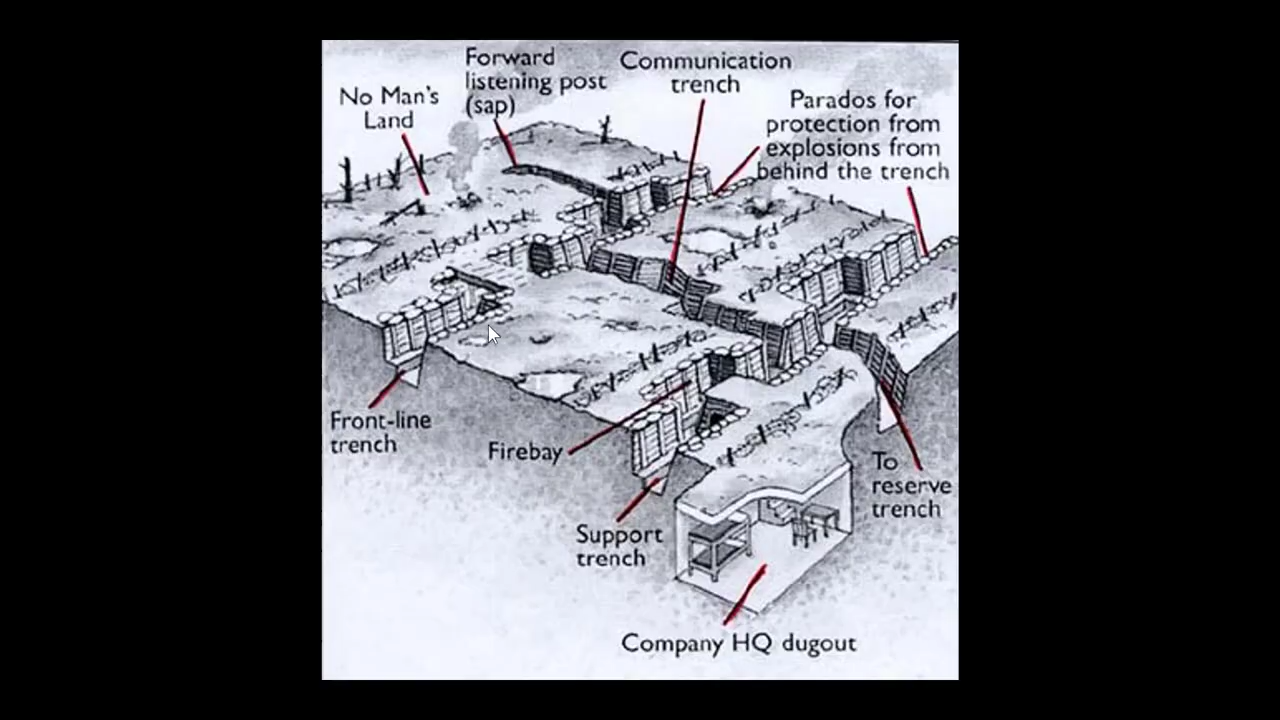 Forward
listening post
(sap)
Communication
trench
No Man's
Land
Parados for
protection from
explosions from
behind the trench
Front-line
trench
Firebay
To
reserve
trench
Support
trench
Company HQ dugout